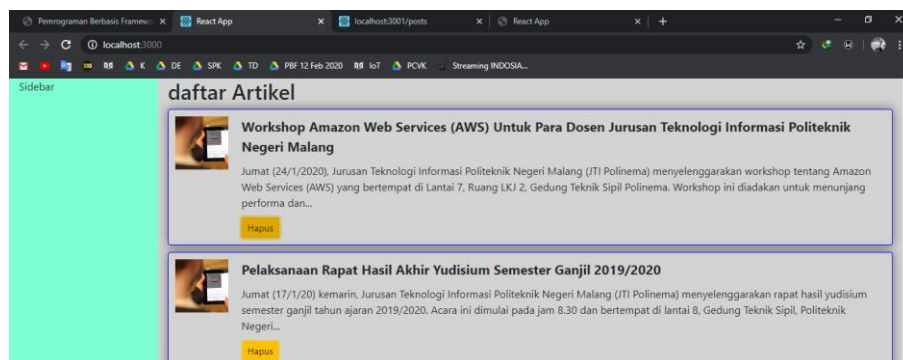 Pemrograman Berbasis Framewo
React App
localhost:3001/posts
React App
localhost:3000
K
DE
SPK
TD
PBF 12 Feb 2020
IoT
PCVK
Streaming INDOSIA...
Sidebar
daftar Artikel
Workshop Amazon Web Services (AWS) Untuk Para Dosen Jurusan Teknologi Informasi Politeknik
Negeri Malang
Jumat (24/1/2020), Jurusan Teknologi Informasi Politeknik Negeri Malang (JTI Polinema) menyelenggarakan workshop tentang Amazon
Web Services (AWS) yang bertempat di Lantai 7, Ruang LKJ 2, Gedung Teknik Sipil Polinema. Workshop ini diadakan untuk menunjang
performa dan...
Hapus
Pelaksanaan Rapat Hasil Akhir Yudisium Semester Ganjil 2019/2020
Jumat (17/1/20) kemarin, Jurusan Teknologi Informasi Politeknik Negeri Malang (JTI Polinema) menyelenggarakan rapat hasil yudisium
semester ganjil tahun ajaran 2019/2020. Acara ini dimulai pada jam 8.30 dan bertempat di lantai 8, Gedung Teknik Sipil, Politeknik
Negeri...
Hapus